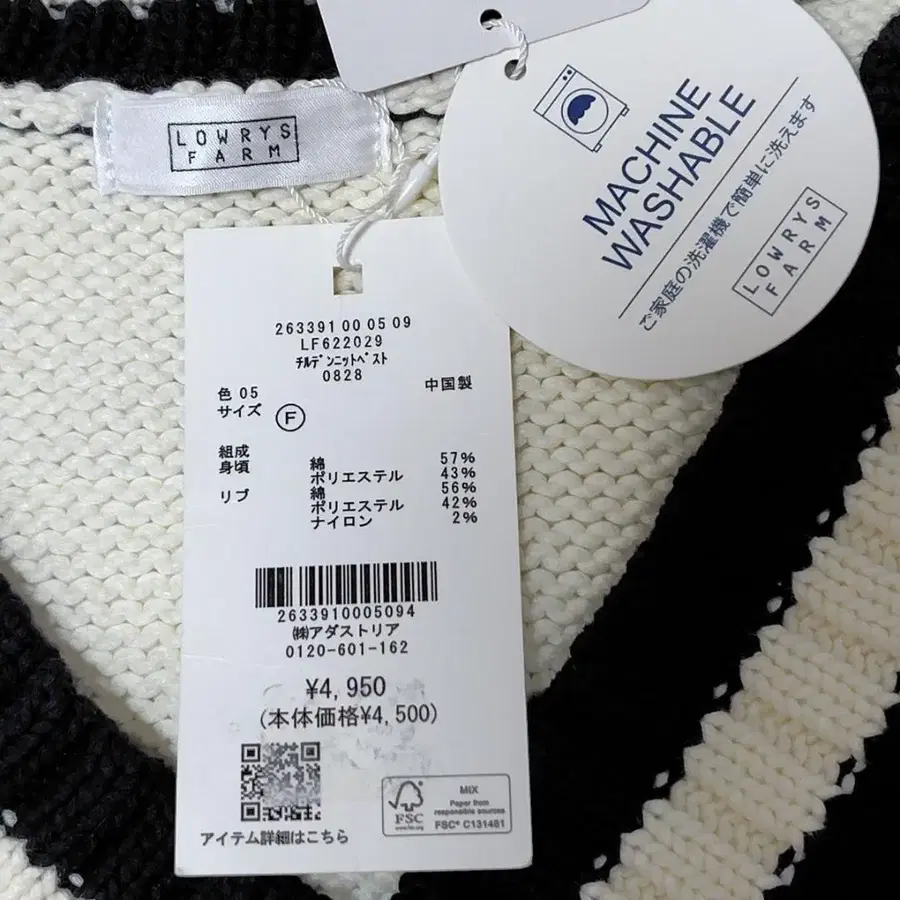 LOWRYS
FARM
MACHINE
WASHABLE
ご家庭の洗濯機で簡単に洗えます
LOWRYS
FARM
263391 00 05 09
LF622029
ﾁﾙﾃﾞﾝﾆｯﾄﾍﾞｽﾄ
0828
色 05
中国製
サイズ Ⓕ
組成
身頃 綿 57%
ポリエステル 43%
リブ 綿 56%
ポリエステル 42%
ナイロン 2%
2633910005094
㈱アダストリア
0120-601-162
¥4,950
(本体価格¥4,500)
アイテム詳細はこちら
FSC
www.fsc.org
MIX
Paper from
responsible sources
FSC® C131481